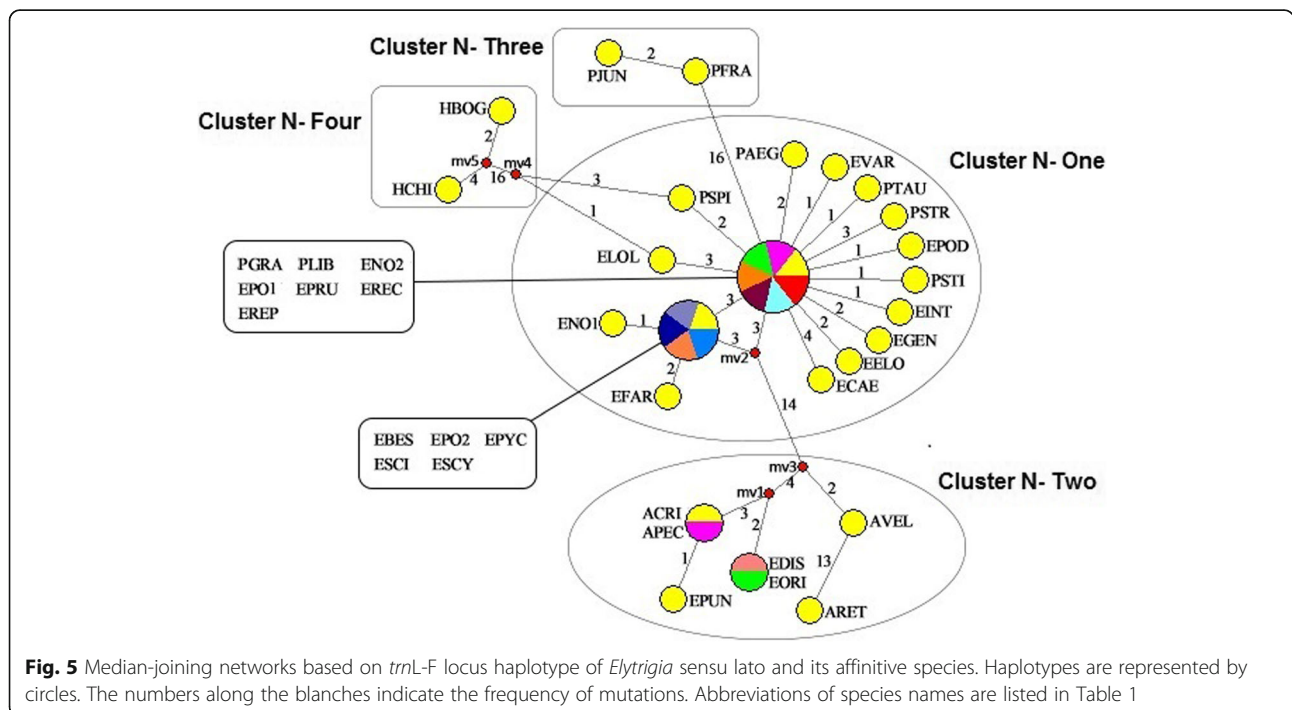 Cluster N- Three
2
PJUN
PFRA
Cluster N- Four
HBOG
2
mv5
mv4
4
16
HCHI
16
Cluster N- One
PAEG
EVAR
PTAU
PSTR
EPOD
PSTI
EINT
EGEN
EELO
ECAE
2
1
1
3
1
1
1
2
2
4
3
PSPI
2
1
ELOL
3
PGRA PLIB ENO2
EPO1 EPRU EREC
EREP
3
ENO1
1
3
3
mv2
2
EFAR
14
EBES EPO2 EPYC
ESCI ESCY
Cluster N- Two
mv3
mv1
4
2
ACRI
APEC
3
2
AVEL
1
EDIS
EORI
13
EPUN
ARET
Fig. 5 Median-joining networks based on trnL-F locus haplotype of Elytrigia sensu lato and its affinitive species. Haplotypes are represented by
circles. The numbers along the blanches indicate the frequency of mutations. Abbreviations of species names are listed in Table 1